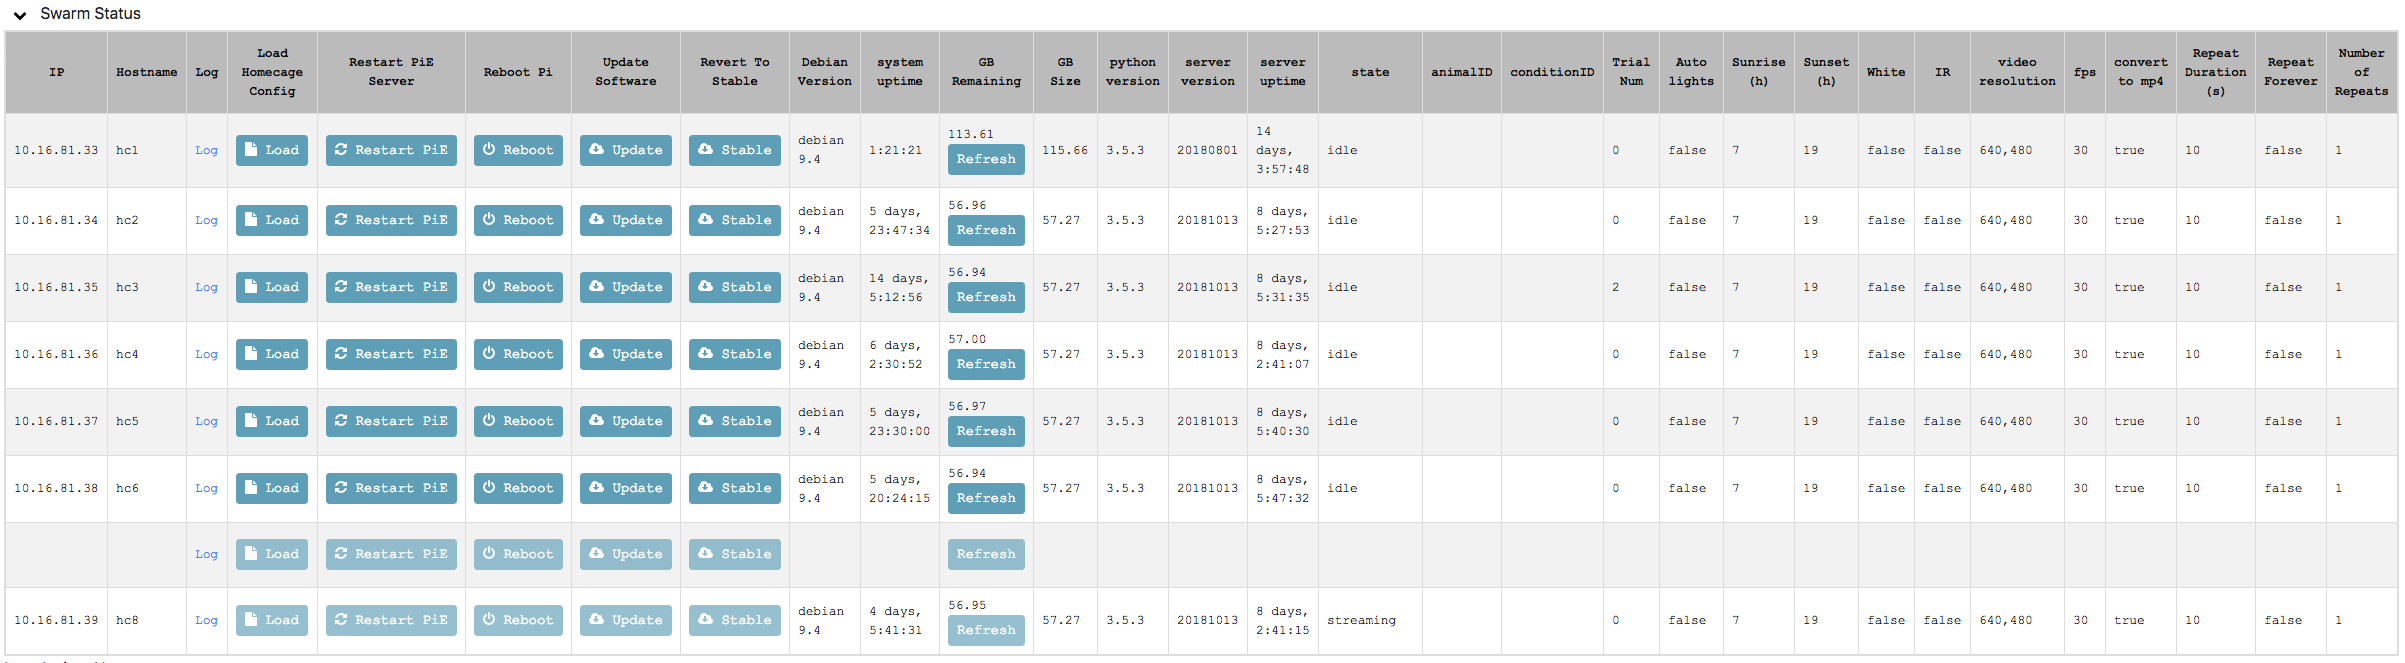 Swarm Status
IP Hostname Log Load Homecage Config Restart PiE Server Reboot Pi Update Software Revert To Stable Debian Version system uptime GB Remaining GB Size python version server version server uptime state animalID conditionID Trial Num Auto lights Sunrise (h) Sunset (h) White IR video resolution fps convert to mp4 Repeat Duration (s) Repeat Forever Number of Repeats
10.16.81.33 hc1 Log Load Restart PiE Reboot Update Stable debian 9.4 1:21:21 113.61 Refresh 115.66 3.5.3 20180801 14 days, 3:57:48 idle 0 false 7 19 false false 640,480 30 true 10 false 1
10.16.81.34 hc2 Log Load Restart PiE Reboot Update Stable debian 9.4 5 days, 23:47:34 56.96 Refresh 57.27 3.5.3 20181013 8 days, 5:27:53 idle 0 false 7 19 false false 640,480 30 true 10 false 1
10.16.81.35 hc3 Log Load Restart PiE Reboot Update Stable debian 9.4 14 days, 5:12:56 56.94 Refresh 57.27 3.5.3 20181013 8 days, 5:31:35 idle 2 false 7 19 false false 640,480 30 true 10 false 1
10.16.81.36 hc4 Log Load Restart PiE Reboot Update Stable debian 9.4 6 days, 2:30:52 57.00 Refresh 57.27 3.5.3 20181013 8 days, 2:41:07 idle 0 false 7 19 false false 640,480 30 true 10 false 1
10.16.81.37 hc5 Log Load Restart PiE Reboot Update Stable debian 9.4 5 days, 23:30:00 56.97 Refresh 57.27 3.5.3 20181013 8 days, 5:40:30 idle 0 false 7 19 false false 640,480 30 true 10 false 1
10.16.81.38 hc6 Log Load Restart PiE Reboot Update Stable debian 9.4 5 days, 20:24:15 56.94 Refresh 57.27 3.5.3 20181013 8 days, 5:47:32 idle 0 false 7 19 false false 640,480 30 true 10 false 1
Log Load Restart PiE Reboot Update Stable Refresh
10.16.81.39 hc8 Log Load Restart PiE Reboot Update Stable debian 9.4 4 days, 5:41:31 56.95 Refresh 57.27 3.5.3 20181013 8 days, 2:41:15 streaming 0 false 7 19 false false 640,480 30 true 10 false 1